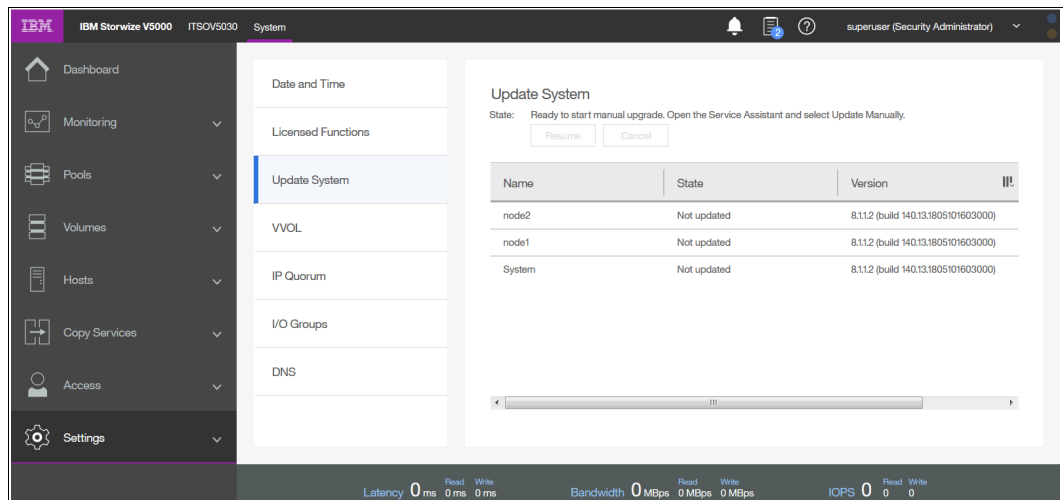 IBM IBM Storwize V5000 ITSOV5030 System 2 ? superuser (Security Administrator)
Dashboard
Monitoring
Pools
Volumes
Hosts
Copy Services
Access
Settings
Date and Time
Licensed Functions
Update System
VVOL
IP Quorum
I/O Groups
DNS
Update System
State: Ready to start manual upgrade. Open the Service Assistant and select Update Manually.
Resume Cancel
Name State Version
node2 Not updated 8.1.1.2 (build 140.13.1805101603000)
node1 Not updated 8.1.1.2 (build 140.13.1805101603000)
System Not updated 8.1.1.2 (build 140.13.1805101603000)
Read Write Read Write Read Write
Latency 0 ms 0 ms 0 ms Bandwidth 0 MBps 0 MBps 0 MBps IOPS 0 0 0